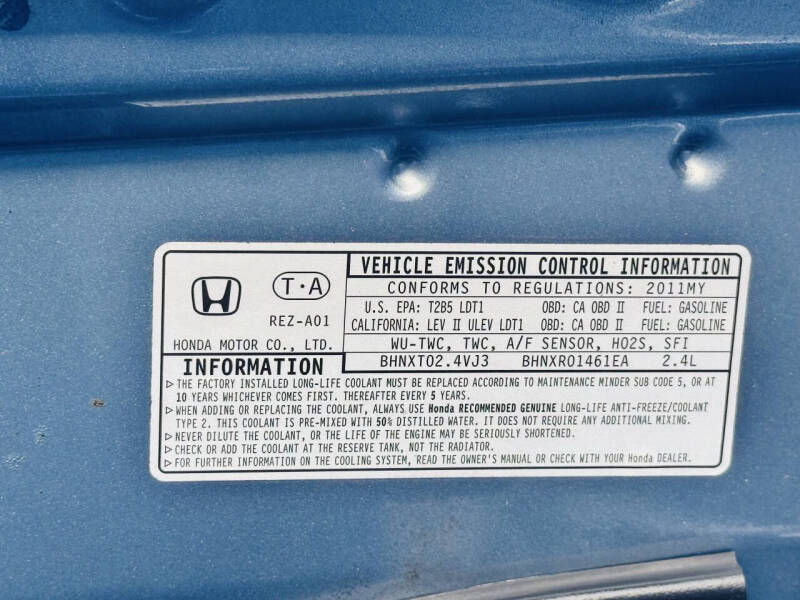 T·A
REZ-A01
HONDA MOTOR CO., LTD.
VEHICLE EMISSION CONTROL INFORMATION
CONFORMS TO REGULATIONS: 2011MY
U.S. EPA: T2B5 LDT1 OBD: CA OBD II FUEL: GASOLINE
CALIFORNIA: LEV II ULEV LDT1 OBD: CA OBD II FUEL: GASOLINE
WU-TWC, TWC, A/F SENSOR, HO2S, SFI
BHNXT02.4VJ3 BHNXR01461EA 2.4L
INFORMATION
▷THE FACTORY INSTALLED LONG-LIFE COOLANT MUST BE REPLACED ACCORDING TO MAINTENANCE MINDER SUB CODE 5, OR AT
10 YEARS WHICHEVER COMES FIRST. THEREAFTER EVERY 5 YEARS.
▷WHEN ADDING OR REPLACING THE COOLANT, ALWAYS USE Honda RECOMMENDED GENUINE LONG-LIFE ANTI-FREEZE/COOLANT
TYPE 2. THIS COOLANT IS PRE-MIXED WITH 50% DISTILLED WATER. IT DOES NOT REQUIRE ANY ADDITIONAL MIXING.
▷NEVER DILUTE THE COOLANT, OR THE LIFE OF THE ENGINE MAY BE SERIOUSLY SHORTENED.
▷CHECK OR ADD THE COOLANT AT THE RESERVE TANK, NOT THE RADIATOR.
▷FOR FURTHER INFORMATION ON THE COOLING SYSTEM, READ THE OWNER'S MANUAL OR CHECK WITH YOUR Honda DEALER.